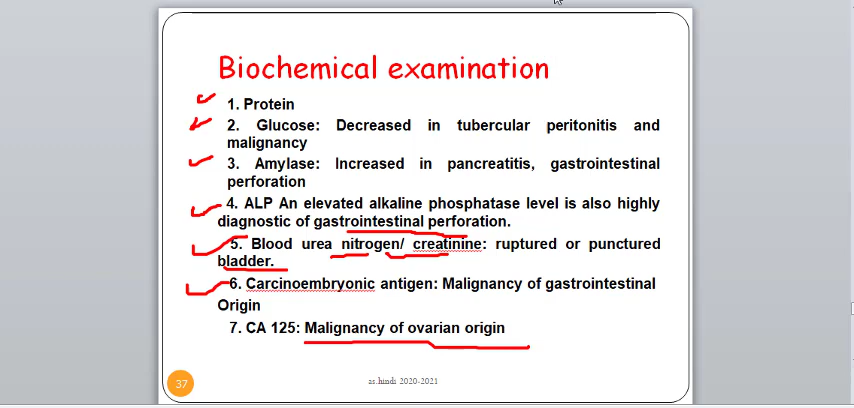 Biochemical examination
1. Protein
2. Glucose: Decreased in tubercular peritonitis and
malignancy
3. Amylase: Increased in pancreatitis, gastrointestinal
perforation
4. ALP An elevated alkaline phosphatase level is also highly
diagnostic of gastrointestinal perforation.
5. Blood urea nitrogen/ creatinine: ruptured or punctured
bladder.
6. Carcinoembryonic antigen: Malignancy of gastrointestinal
Origin
7. CA 125: Malignancy of ovarian origin
37
as.hindi 2020-2021